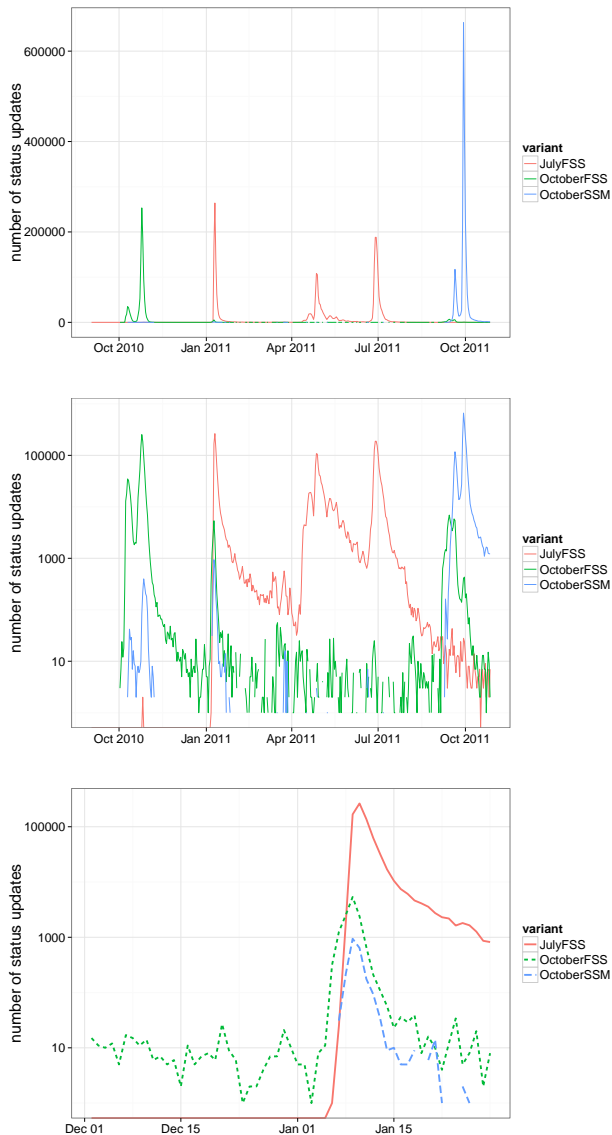 number of status updates
600000
400000
200000
0
Oct 2010
Jan 2011
Apr 2011
Jul 2011
Oct 2011
variant
JulyFSS
OctoberFSS
OctoberSSM
number of status updates
100000
1000
10
Oct 2010
Jan 2011
Apr 2011
Jul 2011
Oct 2011
variant
JulyFSS
OctoberFSS
OctoberSSM
number of status updates
100000
1000
10
Dec 01
Dec 15
Jan 01
Jan 15
variant
JulyFSS
OctoberFSS
OctoberSSM